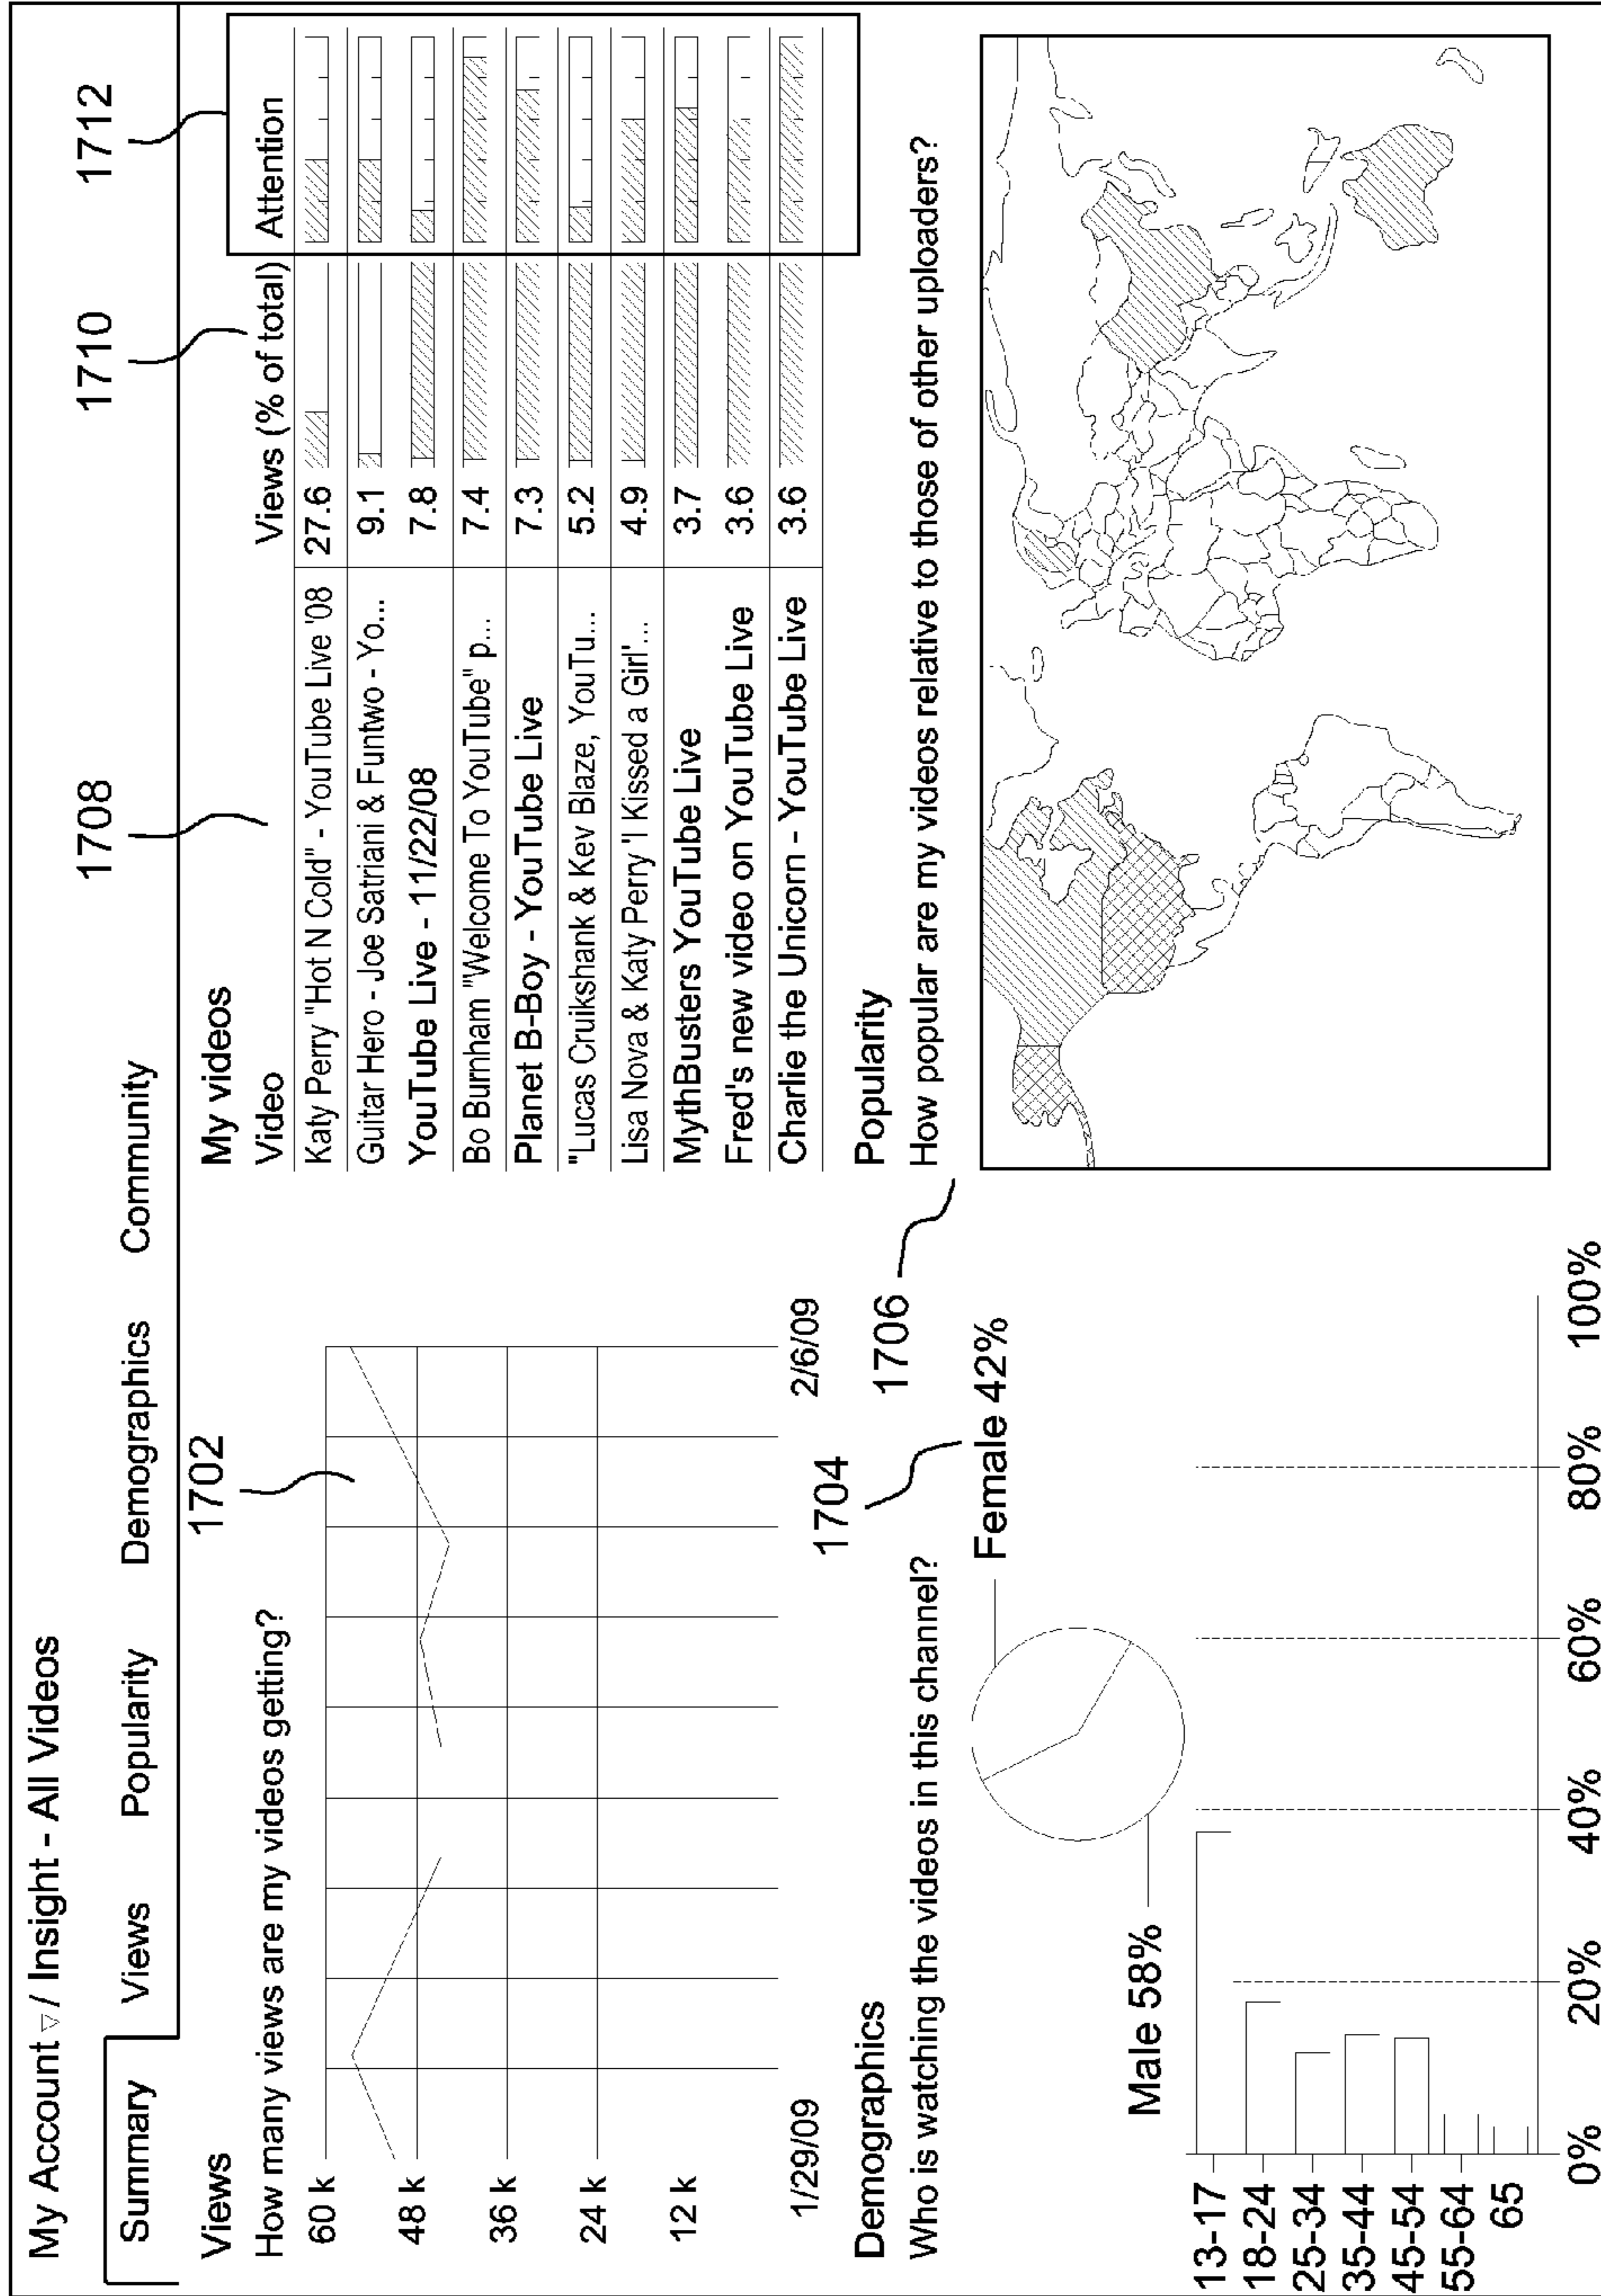 My Account ▿ / Insight - All Videos
Summary Views Popularity Demographics Community
Views
How many views are my videos getting?
1702
60 k
48 k
36 k
24 k
12 k
1/29/09 2/6/09
Demographics
Who is watching the videos in this channel?
1704
Male 58%
Female 42%
13-17
18-24
25-34
35-44
45-54
55-64
65
0% 20% 40% 60% 80% 100%
1708 1710 1712
My videos
Video Views (% of total) Attention
Katy Perry "Hot N Cold" - YouTube Live '08 27.6
Guitar Hero - Joe Satriani & Funtwo - Yo... 9.1
YouTube Live - 11/22/08 7.8
Bo Burnham "Welcome To YouTube" p... 7.4
Planet B-Boy - YouTube Live 7.3
"Lucas Cruikshank & Kev Blaze, YouTu... 5.2
Lisa Nova & Katy Perry "I Kissed a Girl"... 4.9
MythBusters YouTube Live 3.7
Fred's new video on YouTube Live 3.6
Charlie the Unicorn - YouTube Live 3.6
1706
Popularity
How popular are my videos relative to those of other uploaders?